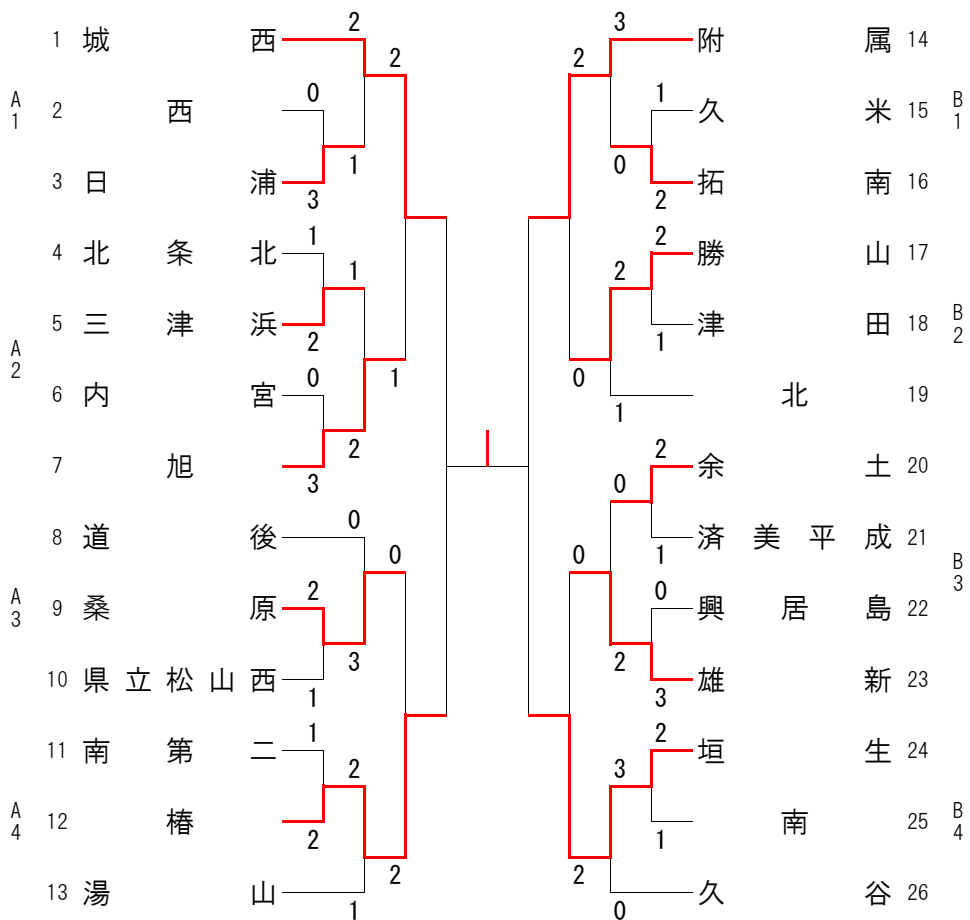 2 3
1 城西 附属 14
2 2
A1 0 1 B1
2 西 久米 15
1 0
3 日浦 拓南 16
3 2
1 2
4 北条北 勝山 17
1 2
5 三津浜 津田 18
A2 2 1 B2
0 1 0
6 内宮 北 19
2 1
7 旭 余土 20
3 2
0 0
8 道後 済美平成 21
0 1 0
A3 2 0 B3
9 桑原 興居島 22
3 2
10 県立松山西 雄新 23
1 3
1 2
11 南第二 垣生 24
2 3
A4 12 椿 南 25 B4
2 1
2 2
13 湯山 久谷 26
1 0